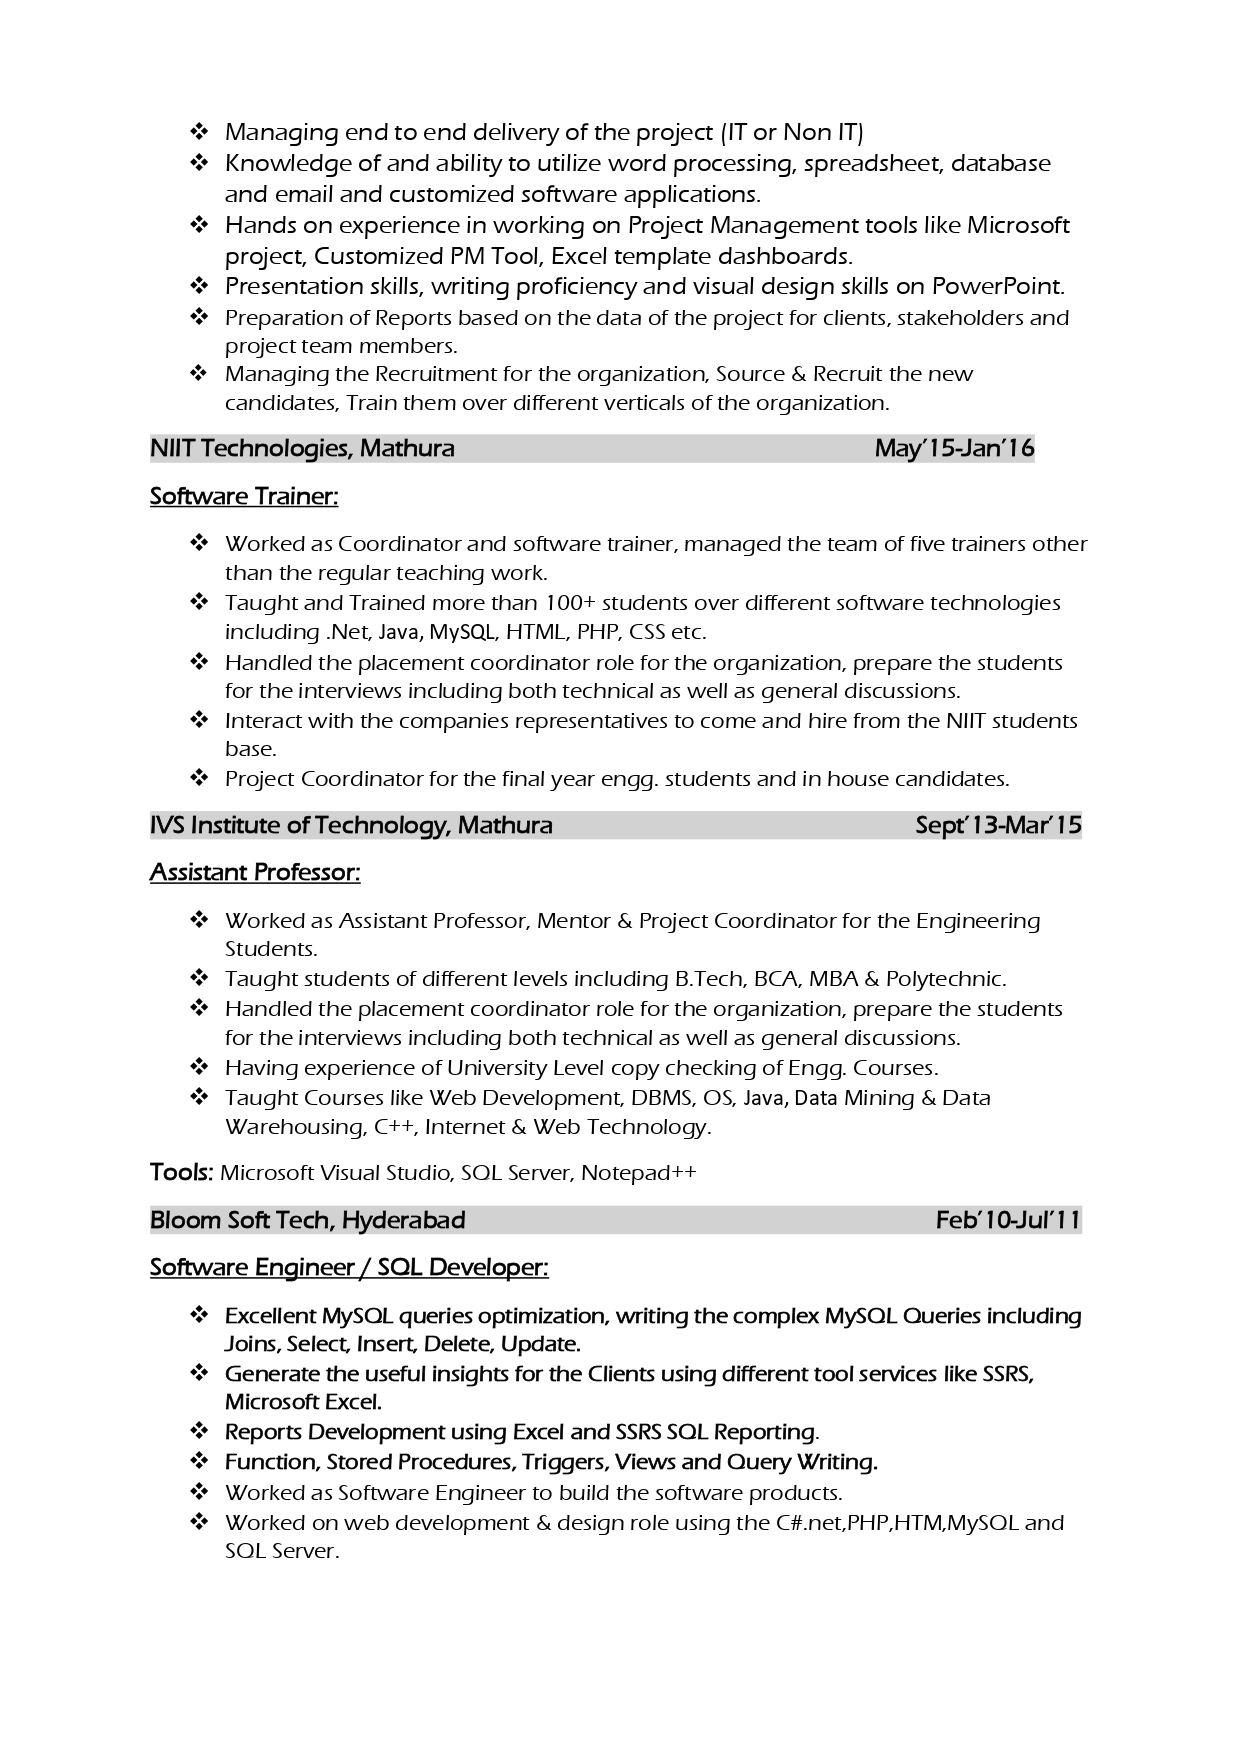 ❖ Managing end to end delivery of the project (IT or Non IT)
❖ Knowledge of and ability to utilize word processing, spreadsheet, database
and email and customized software applications.
❖ Hands on experience in working on Project Management tools like Microsoft
project, Customized PM Tool, Excel template dashboards.
❖ Presentation skills, writing proficiency and visual design skills on PowerPoint.
❖ Preparation of Reports based on the data of the project for clients, stakeholders and
project team members.
❖ Managing the Recruitment for the organization, Source & Recruit the new
candidates, Train them over different verticals of the organization.
NIIT Technologies, Mathura May’15-Jan’16
Software Trainer:
❖ Worked as Coordinator and software trainer, managed the team of five trainers other
than the regular teaching work.
❖ Taught and Trained more than 100+ students over different software technologies
including .Net, Java, MySQL, HTML, PHP, CSS etc.
❖ Handled the placement coordinator role for the organization, prepare the students
for the interviews including both technical as well as general discussions.
❖ Interact with the companies representatives to come and hire from the NIIT students
base.
❖ Project Coordinator for the final year engg. students and in house candidates.
IVS Institute of Technology, Mathura Sept’13-Mar’15
Assistant Professor:
❖ Worked as Assistant Professor, Mentor & Project Coordinator for the Engineering
Students.
❖ Taught students of different levels including B.Tech, BCA, MBA & Polytechnic.
❖ Handled the placement coordinator role for the organization, prepare the students
for the interviews including both technical as well as general discussions.
❖ Having experience of University Level copy checking of Engg. Courses.
❖ Taught Courses like Web Development, DBMS, OS, Java, Data Mining & Data
Warehousing, C++, Internet & Web Technology.
Tools: Microsoft Visual Studio, SQL Server, Notepad++
Bloom Soft Tech, Hyderabad Feb’10-Jul’11
Software Engineer / SQL Developer:
❖ Excellent MySQL queries optimization, writing the complex MySQL Queries including
Joins, Select, Insert, Delete, Update.
❖ Generate the useful insights for the Clients using different tool services like SSRS,
Microsoft Excel.
❖ Reports Development using Excel and SSRS SQL Reporting.
❖ Function, Stored Procedures, Triggers, Views and Query Writing.
❖ Worked as Software Engineer to build the software products.
❖ Worked on web development & design role using the C#.net,PHP,HTM,MySQL and
SQL Server.